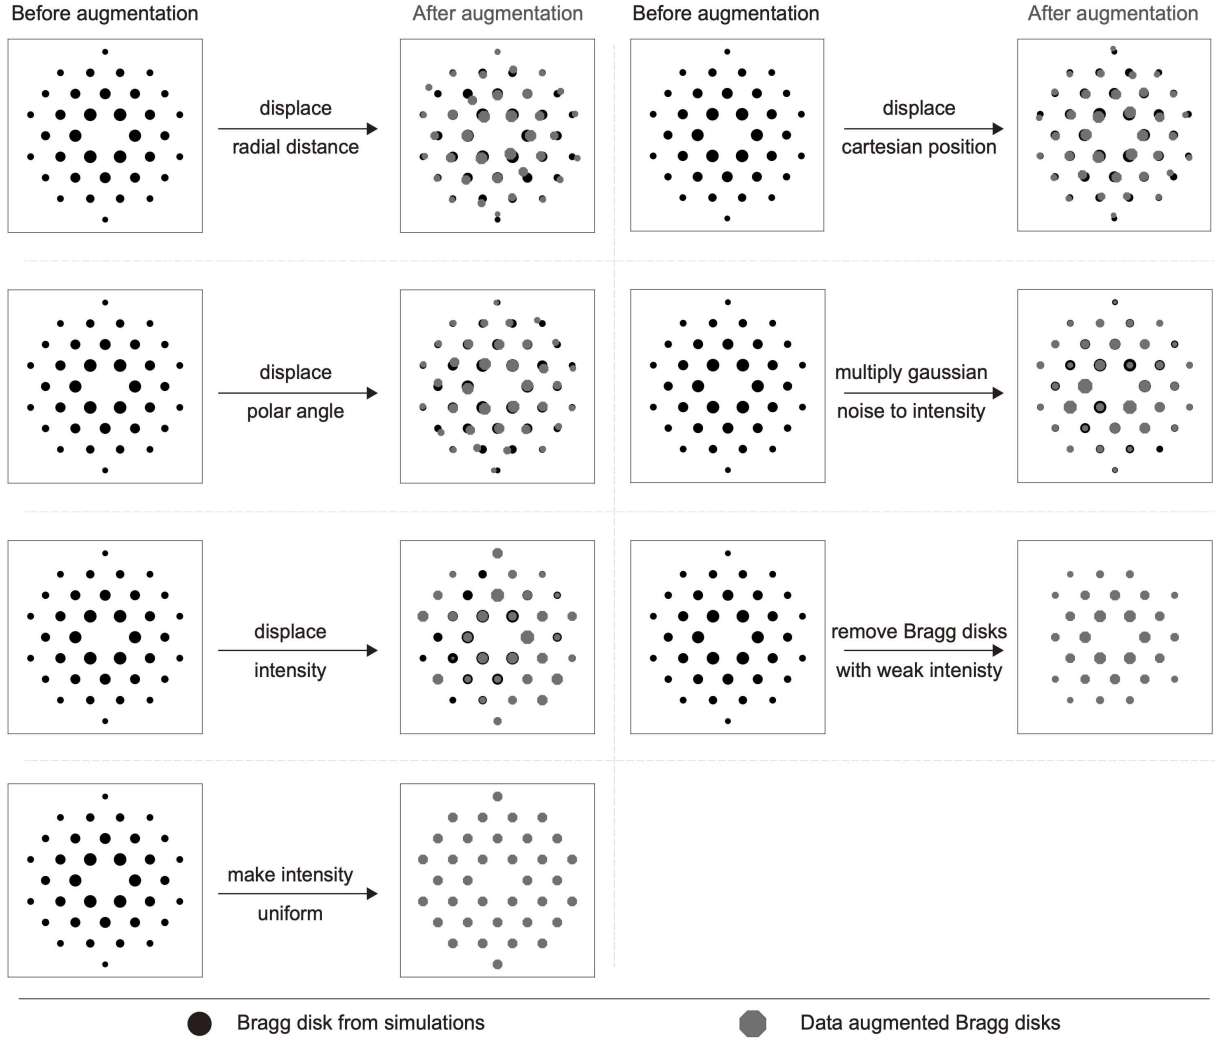 Before augmentation
After augmentation
Before augmentation
After augmentation
displace
radial distance
displace
cartesian position
displace
polar angle
multiply gaussian
noise to intensity
displace
intensity
remove Bragg disks
with weak intenisty
make intensity
uniform
Bragg disk from simulations
Data augmented Bragg disks